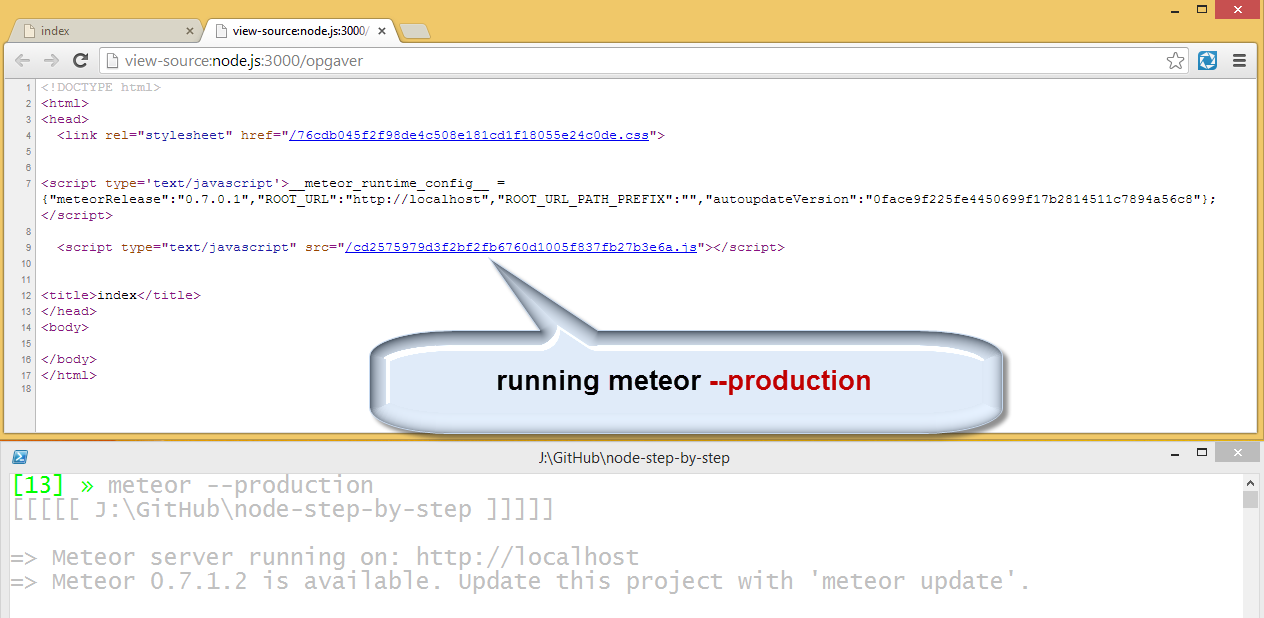 index
view-source:node.js:3000/
view-source:node.js:3000/opgaver
1 <!DOCTYPE html>
2 <html>
3 <head>
4 <link rel="stylesheet" href="/76cdb045f2f98de4c508e181cd1f18055e24c0de.css">
5
6
7 <script type='text/javascript'>__meteor_runtime_config__ =
{"meteorRelease":"0.7.0.1","ROOT_URL":"http://localhost","ROOT_URL_PATH_PREFIX":"","autoupdateVersion":"0face9f225fe4450699f17b2814511c7894a56c8"};
</script>
8
9 <script type="text/javascript" src="/cd2575979d3f2bf2fb6760d1005f837fb27b3e6a.js"></script>
10
11
12 <title>index</title>
13 </head>
14 <body>
15
16 </body>
17 </html>
18
running meteor --production
J:\GitHub\node-step-by-step
[13] » meteor --production
[[[[[ J:\GitHub\node-step-by-step ]]]]]
=> Meteor server running on: http://localhost
=> Meteor 0.7.1.2 is available. Update this project with 'meteor update'.